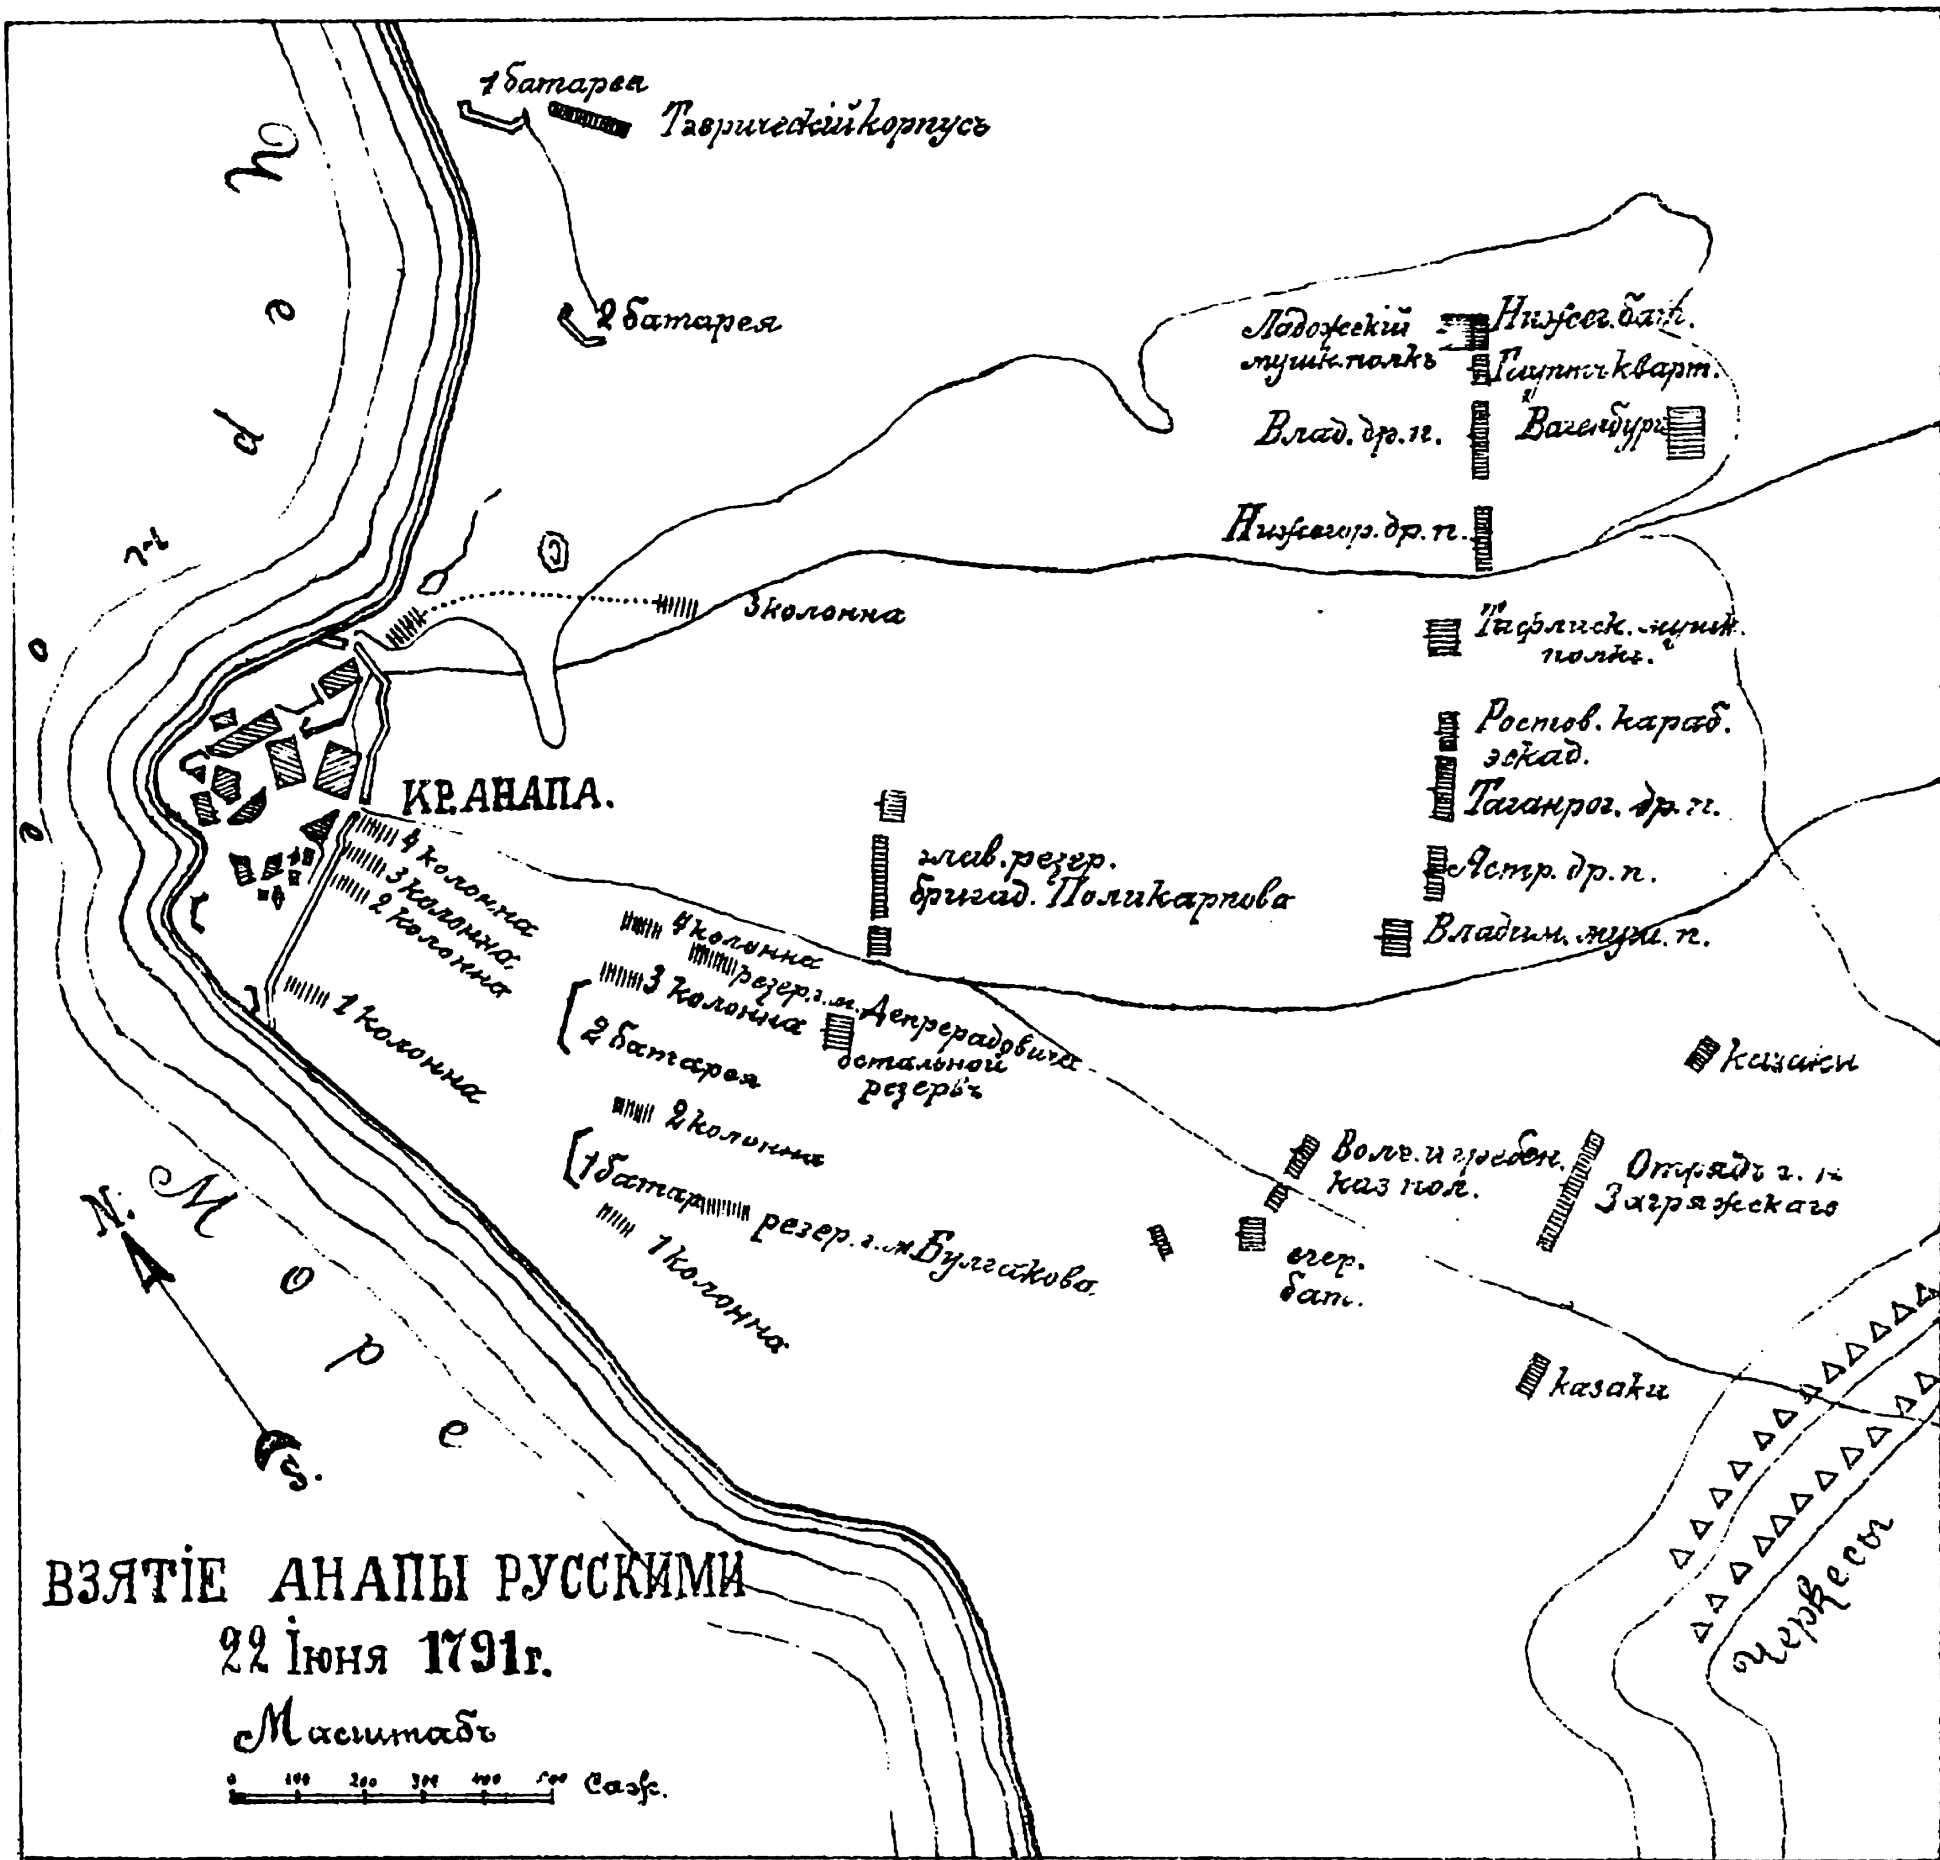 1 батарея
Таврическій корпусъ
2 батарея
Черное
Ладожскій
мушк. полкъ
Нижег. бат.
кварт.
Влад. др. п.
Вагенбургъ
Нижегор. др. п.
3 колонна
Тифлиск. мушк.
полкъ.
Ростов. караб.
эскад.
Таганрог. др. п.
Астр. др. п.
Владим. муш. п.
КР. АНАПА.
4 колонна
3 колонна.
2 колонна
1 колонна
глав. резер.
бригад. Поликарпова
4 колонна
резер. г. м. Депрерадовича
3 колонна
2 батарея
остальной
резервъ
2 колонна
1 батар
резер. г. м. Булгакова.
1 колонна
казаки
Волг. и гребен.
каз пол.
Отрядъ г. м
Загряжскаго
егер.
бат.
казаки
Черкесы
N.
S.
Море
ВЗЯТІЕ АНАПЫ РУССКИМИ
22 Іюня 1791 г.
Масштабъ
0 100 200 300 400 500 Саж.